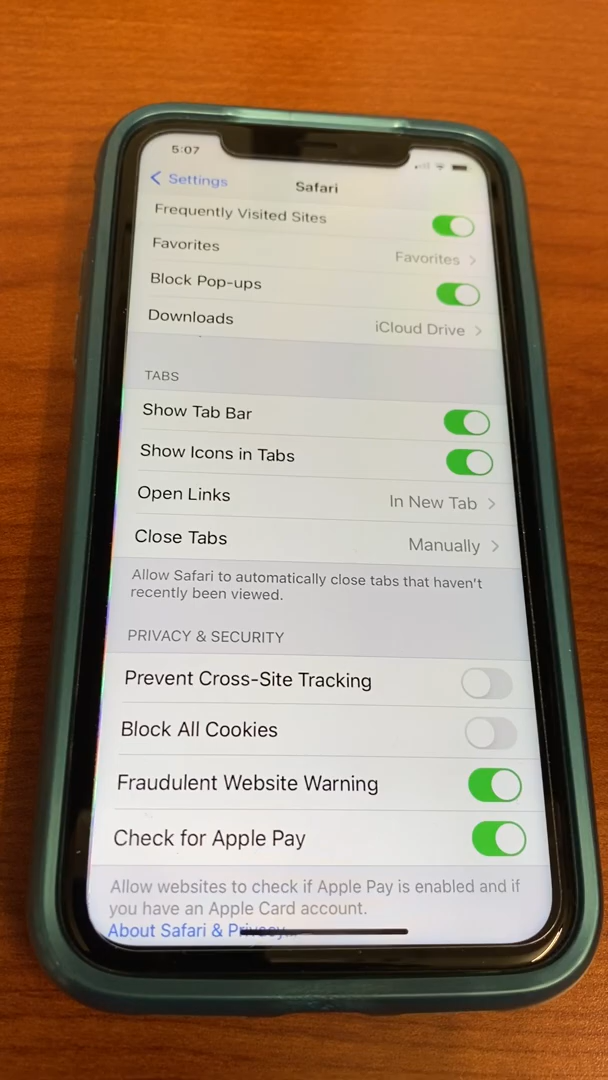 5:07
Settings
Safari
Frequently Visited Sites
Favorites Favorites
Block Pop-ups
Downloads iCloud Drive
TABS
Show Tab Bar
Show Icons in Tabs
Open Links In New Tab
Close Tabs Manually
Allow Safari to automatically close tabs that haven't
recently been viewed.
PRIVACY & SECURITY
Prevent Cross-Site Tracking
Block All Cookies
Fraudulent Website Warning
Check for Apple Pay
Allow websites to check if Apple Pay is enabled and if
you have an Apple Card account.
About Safari & Privacy...